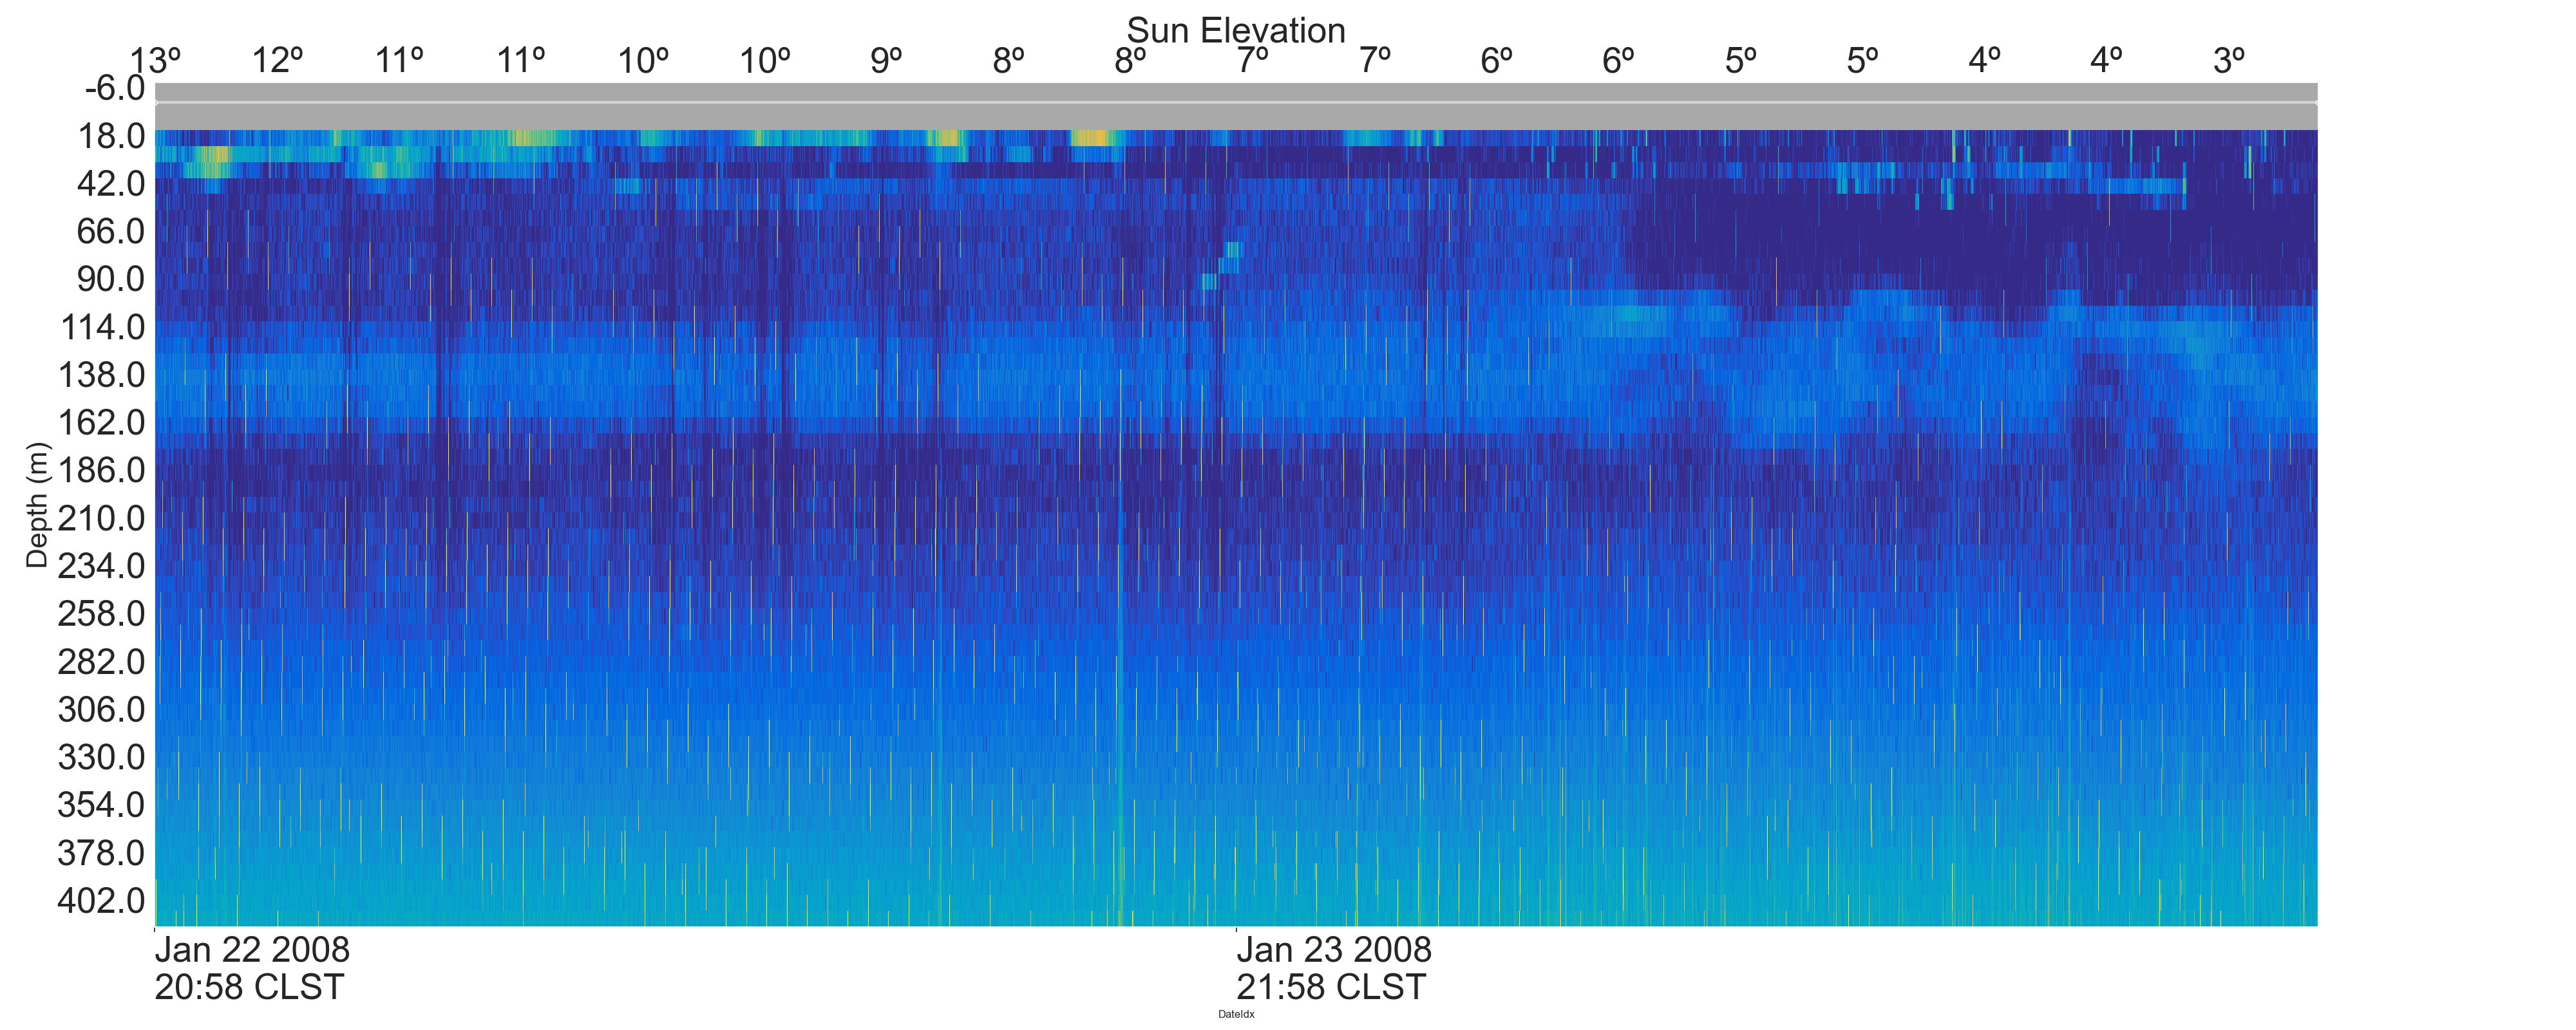 Sun Elevation
13º 12º 11º 11º 10º 10º 9º 8º 8º 7º 7º 6º 6º 5º 5º 4º 4º 3º
-6.0
18.0
42.0
66.0
90.0
114.0
138.0
162.0
186.0
210.0
234.0
258.0
282.0
306.0
330.0
354.0
378.0
402.0
Depth (m)
Jan 22 2008
20:58 CLST
Jan 23 2008
21:58 CLST
DateIdx